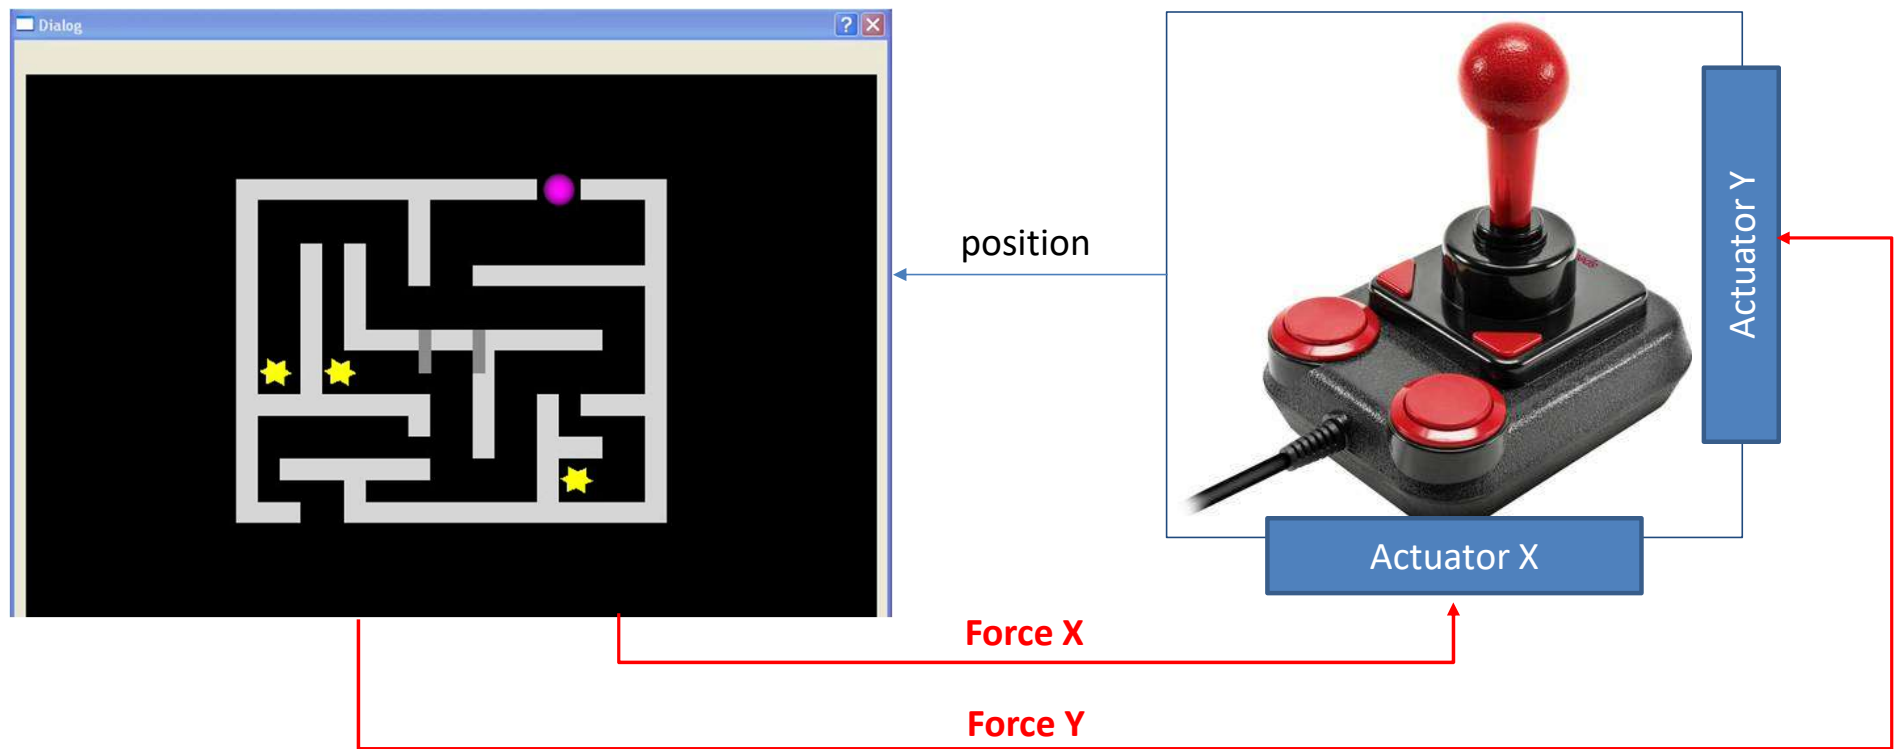 Dialog
position
Actuator Y
Actuator X
Force X
Force Y